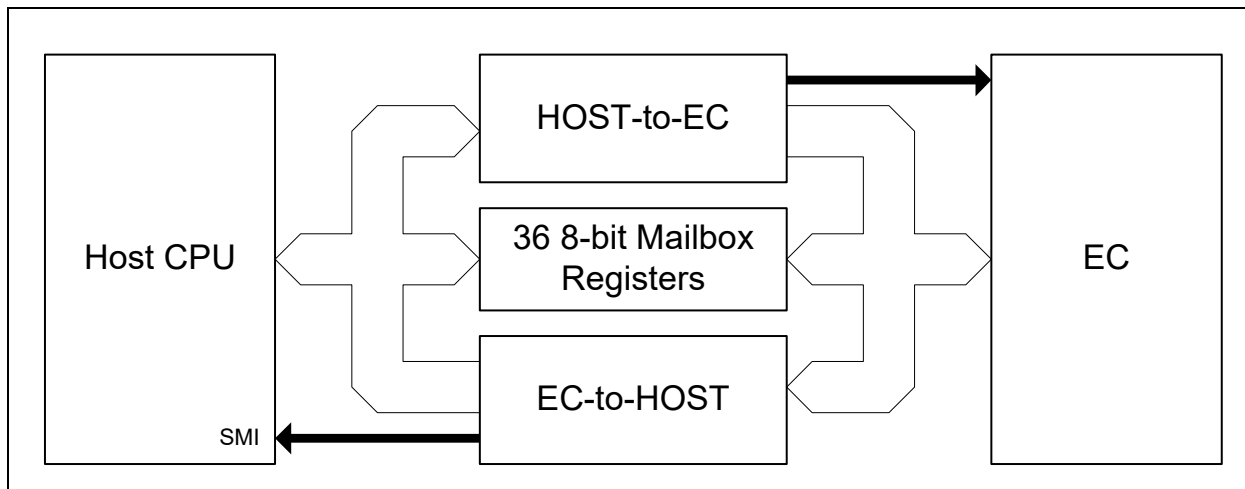 Host CPU
SMI
HOST-to-EC
36 8-bit Mailbox
Registers
EC-to-HOST
EC